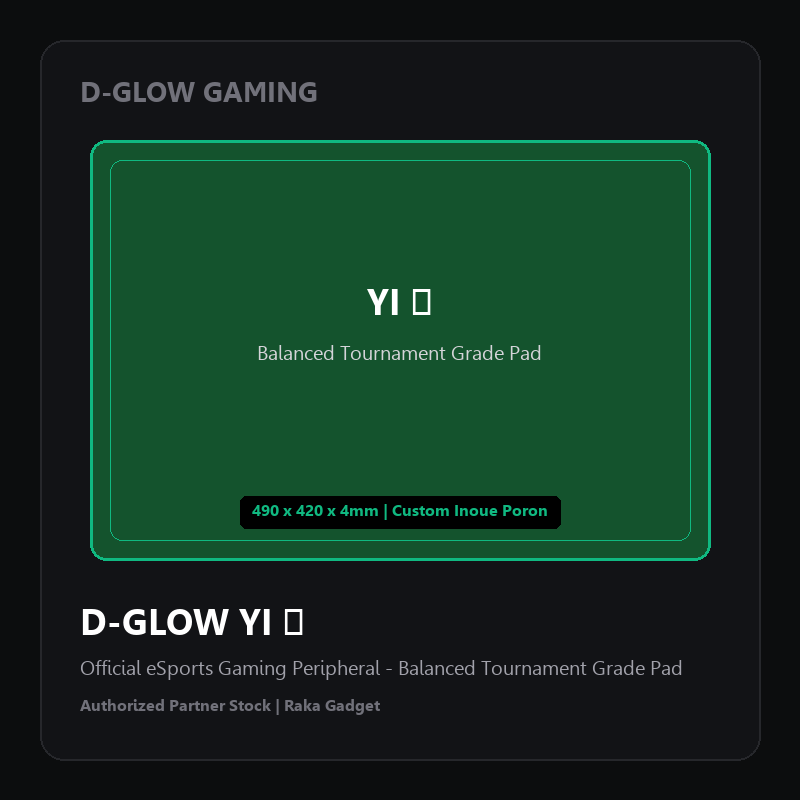 D-GLOW GAMING
YI
Balanced Tournament Grade Pad
490 x 420 x 4mm | Custom Inoue Poron
D-GLOW YI
Official eSports Gaming Peripheral - Balanced Tournament Grade Pad
Authorized Partner Stock | Raka Gadget